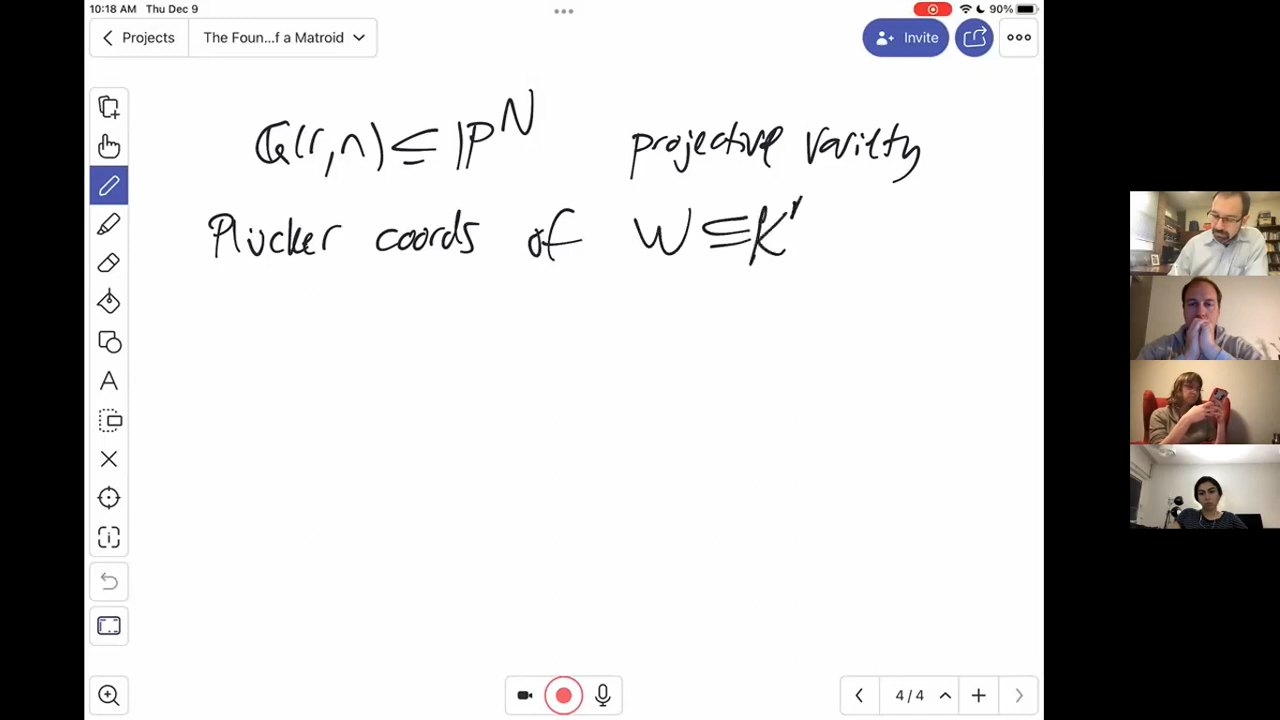 10:18 AM Thu Dec 9
90%
Projects
The Foun...f a Matroid
Invite
G(r,n) ⊆ P^N projective variety
Plücker coords of W ⊆ K^r
A
4 / 4